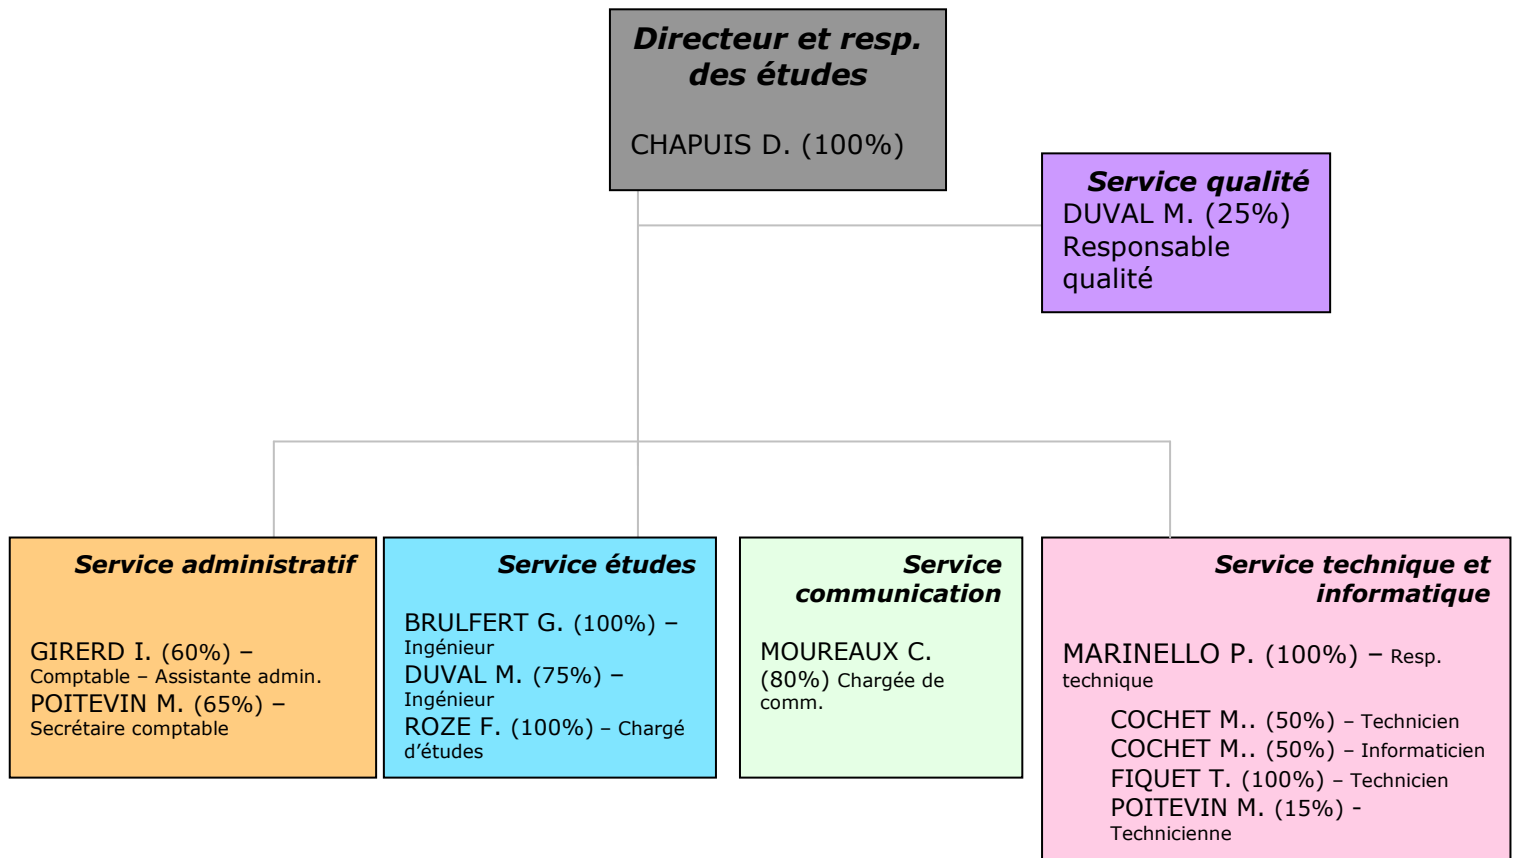 Directeur et resp.
des études
CHAPUIS D. (100%)
Service qualité
DUVAL M. (25%)
Responsable
qualité
Service administratif
GIRERD I. (60%) –
Comptable – Assistante admin.
POITEVIN M. (65%) –
Secrétaire comptable
Service études
BRULFERT G. (100%) –
Ingénieur
DUVAL M. (75%) –
Ingénieur
ROZE F. (100%) – Chargé
d’études
Service
communication
MOUREAUX C.
(80%) Chargée de
comm.
Service technique et
informatique
MARINELLO P. (100%) – Resp.
technique
COCHET M.. (50%) – Technicien
COCHET M.. (50%) – Informaticien
FIQUET T. (100%) – Technicien
POITEVIN M. (15%) -
Technicienne